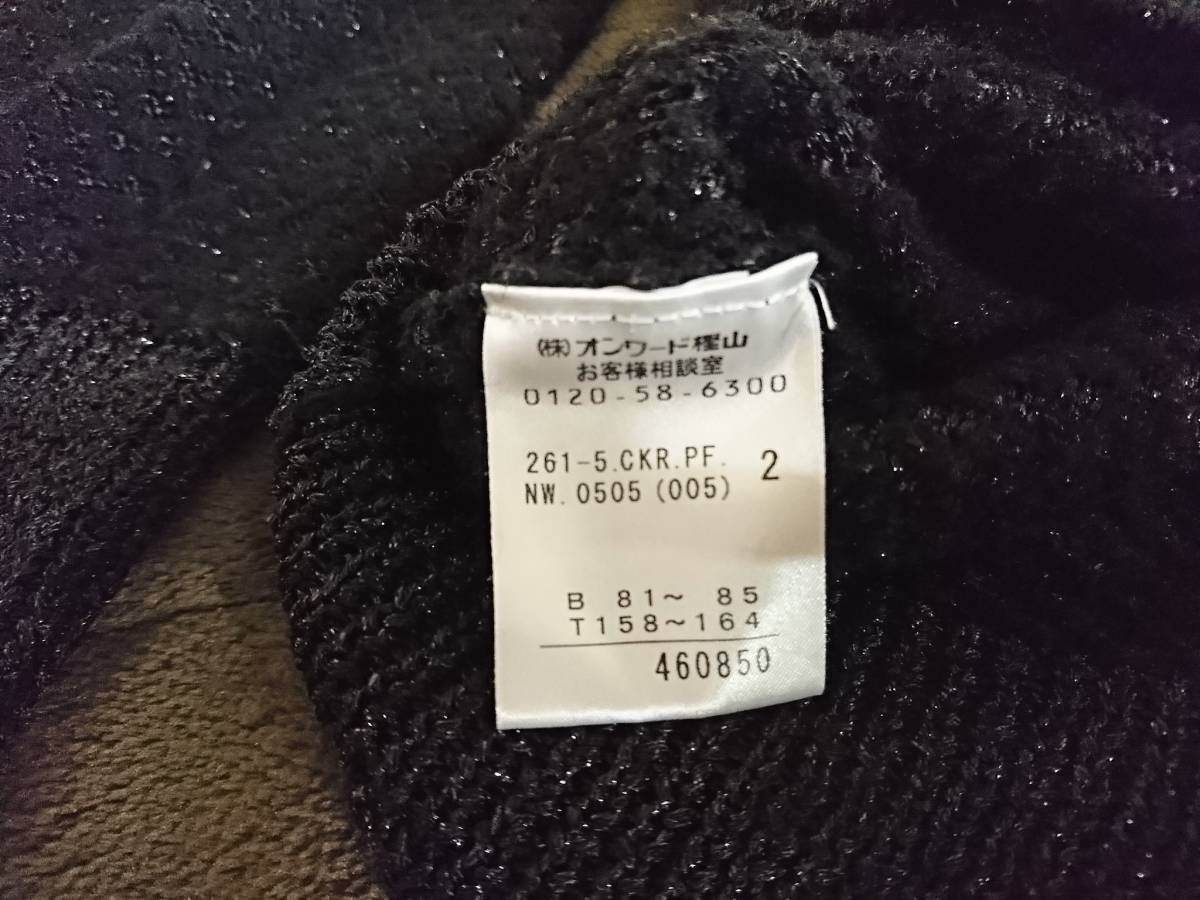 (株)オンワード樫山
お客様相談室
0120-58-6300
261-5.CKR.PF. 2
NW. 0505 (005)
B 81～ 85
T158～164
460850